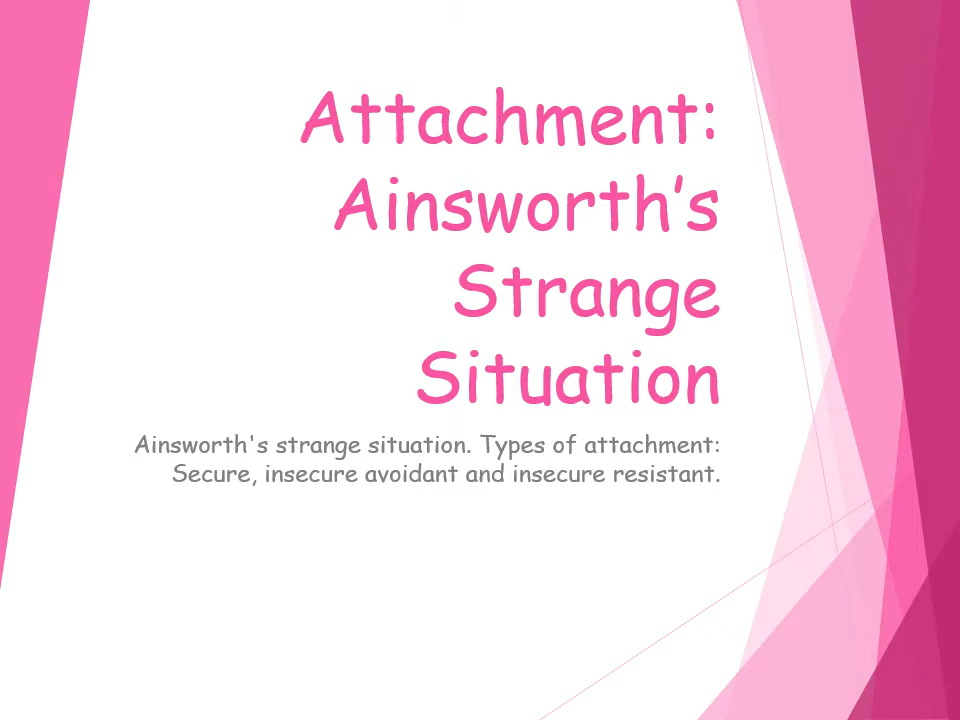 Attachment:
Ainsworth’s
Strange
Situation
Ainsworth's strange situation. Types of attachment:
Secure, insecure avoidant and insecure resistant.